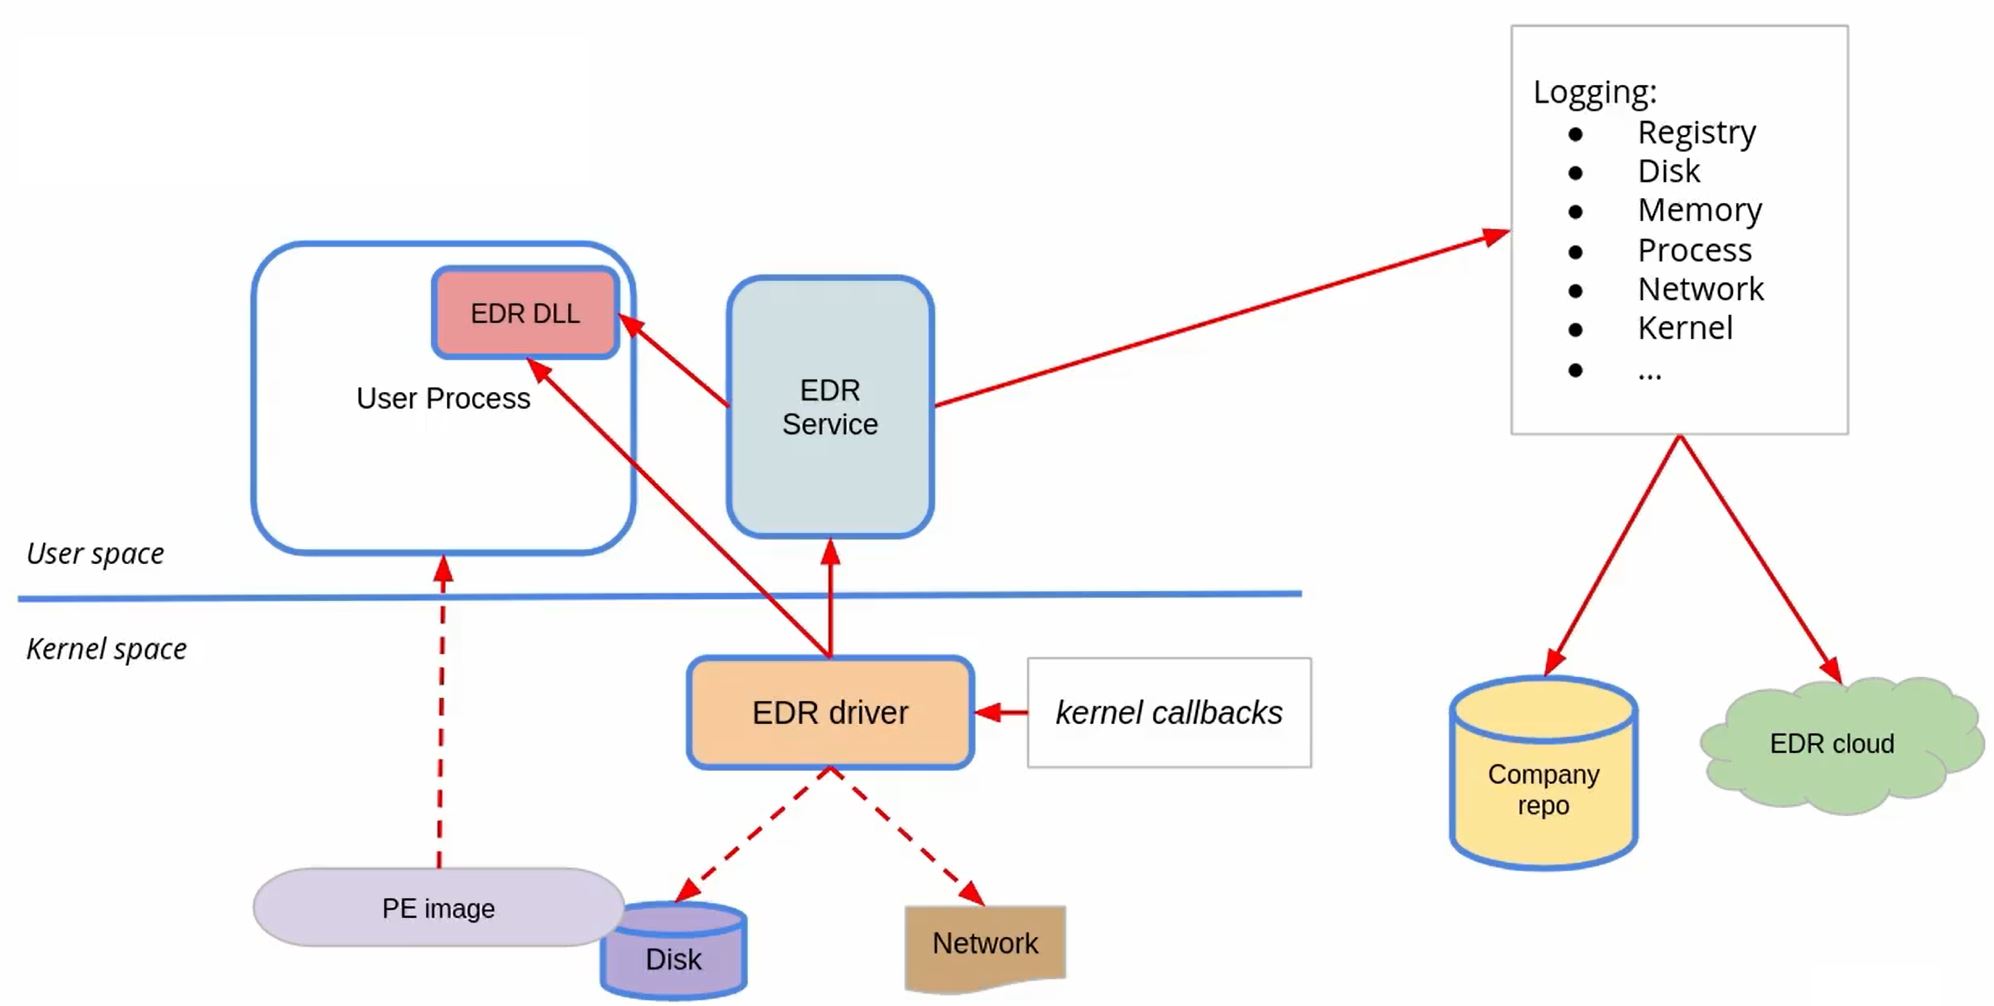 Logging:
● Registry
● Disk
● Memory
● Process
● Network
● Kernel
● ...
EDR DLL
User Process
EDR
Service
User space
Kernel space
EDR driver
kernel callbacks
Company
repo
EDR cloud
PE image
Disk
Network